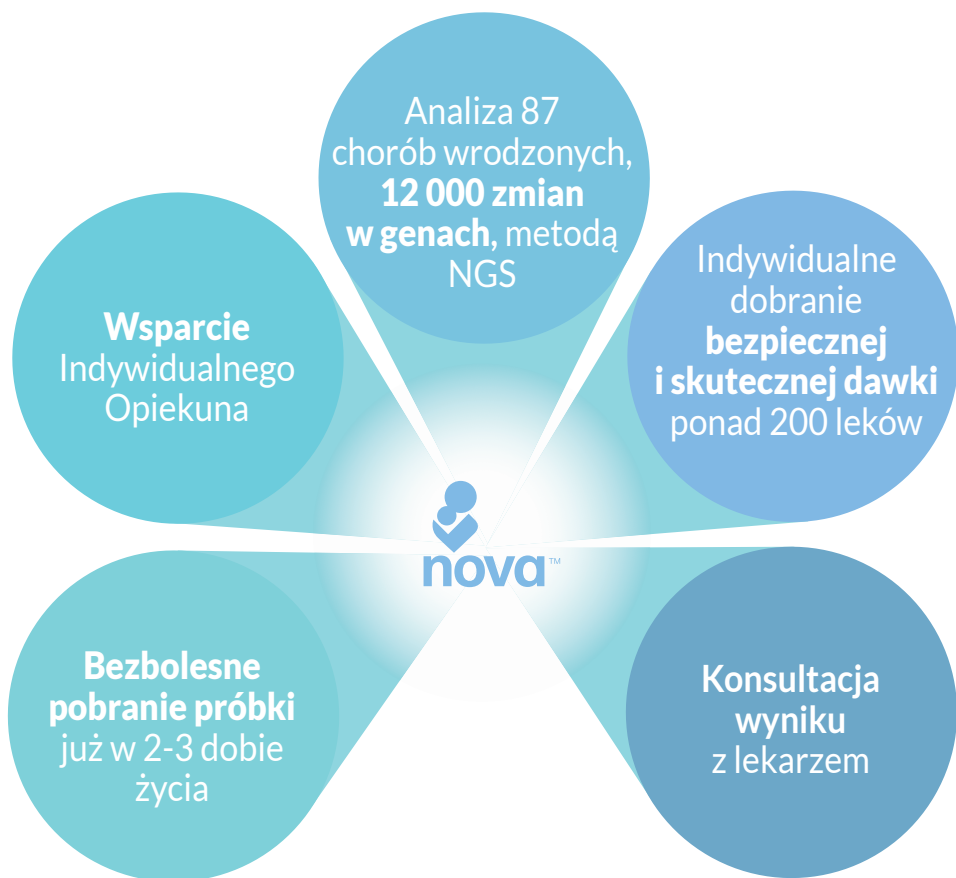 Analiza 87
chorób wrodzonych,
12 000 zmian
w genach, metodą
NGS
Wsparcie
Indywidualnego
Opiekuna
Indywidualne
dobranie
bezpiecznej
i skutecznej dawki
ponad 200 leków
nova™
Bezbolesne
pobranie próbki
już w 2-3 dobie
życia
Konsultacja
wyniku
z lekarzem